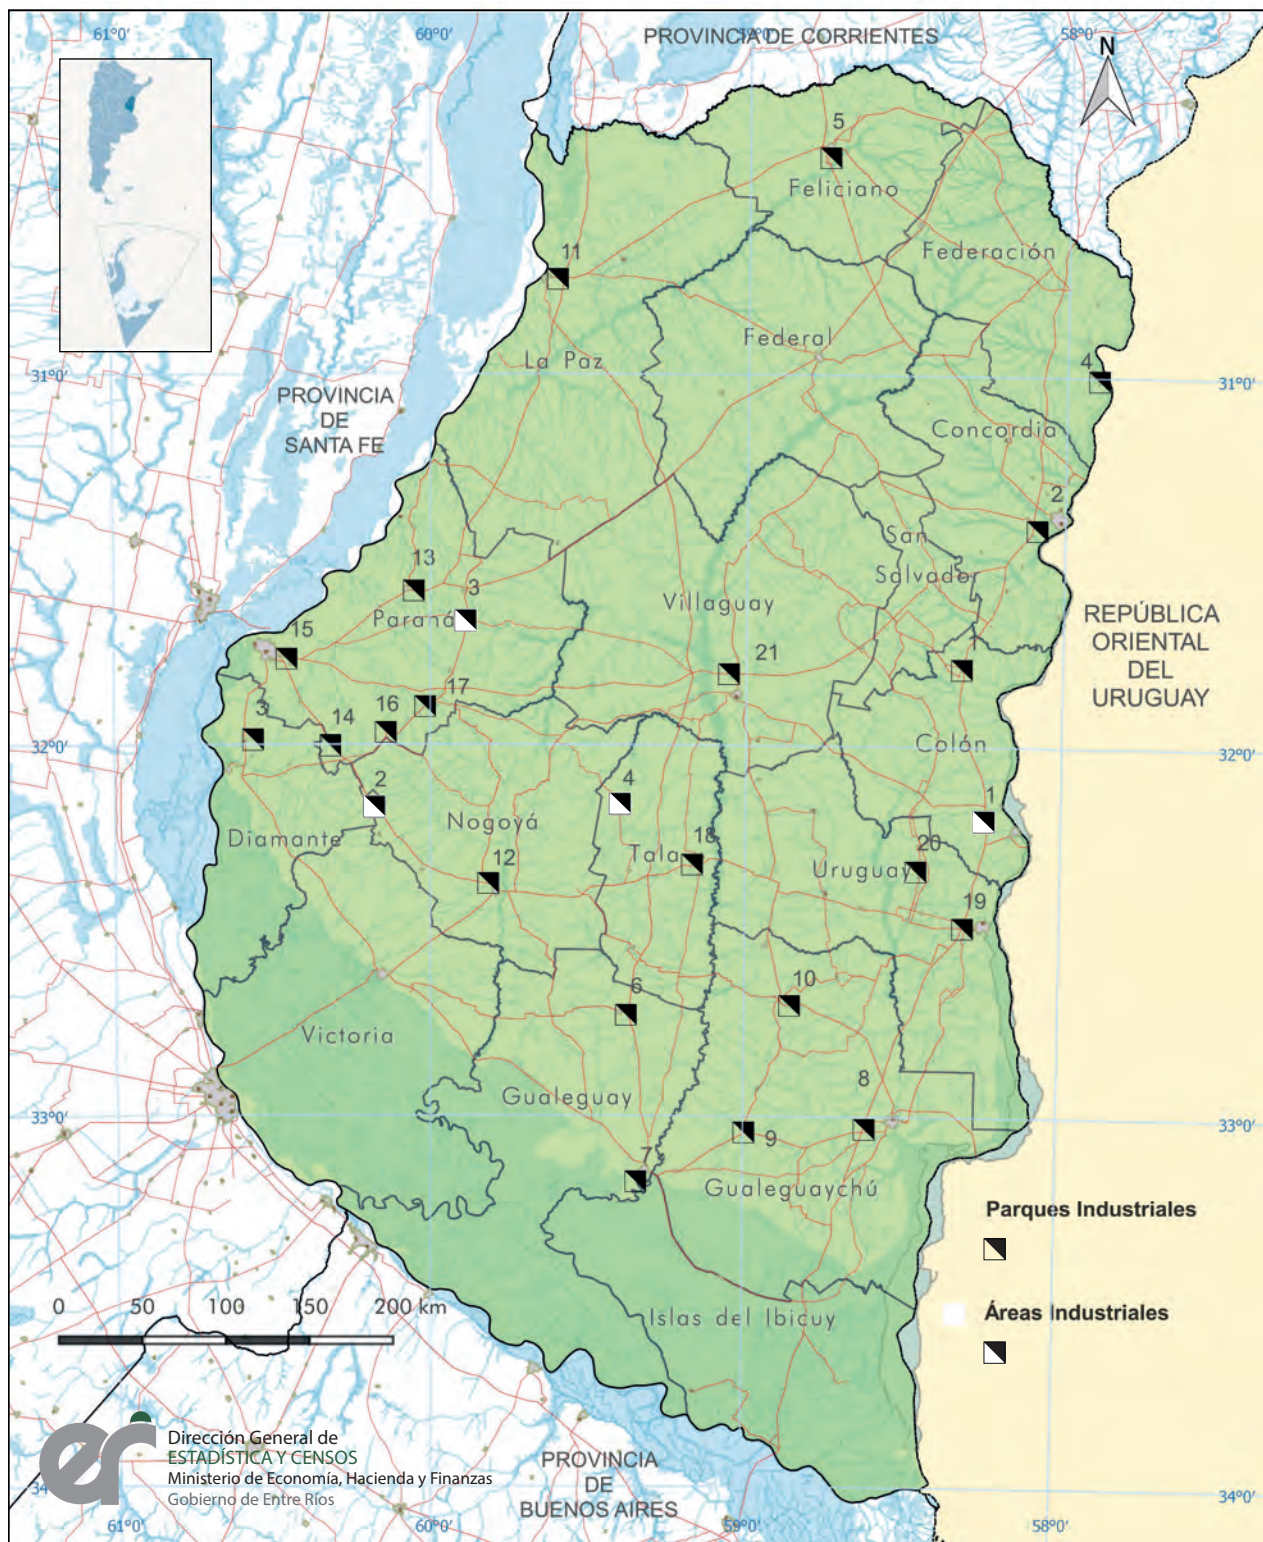 61°0'
60°0'
59°0'
58°0'
PROVINCIA DE CORRIENTES
N
5
Feliciano
Federación
11
Federal
La Paz
4
31°0'
31°0'
PROVINCIA
DE
SANTA FE
Concordia
2
San
Salvador
13
3
Paraná
Villaguay
REPÚBLICA
ORIENTAL
DEL
URUGUAY
15
21
1
17
16
3
14
32°0'
32°0'
Colón
2
4
1
Nogoyá
Diamante
18
20
Tala
12
Uruguay
19
10
6
Victoria
8
Gualeguay
33°0'
33°0'
9
7
Gualeguaychú
Parques Industriales
0 50 100 150 200 km
Islas del Ibicuy
Áreas Industriales
er
Dirección General de
ESTADÍSTICA Y CENSOS
Ministerio de Economía, Hacienda y Finanzas
Gobierno de Entre Ríos
PROVINCIA
DE
BUENOS AIRES
34°0'
61°0'
60°0'
59°0'
58°0'